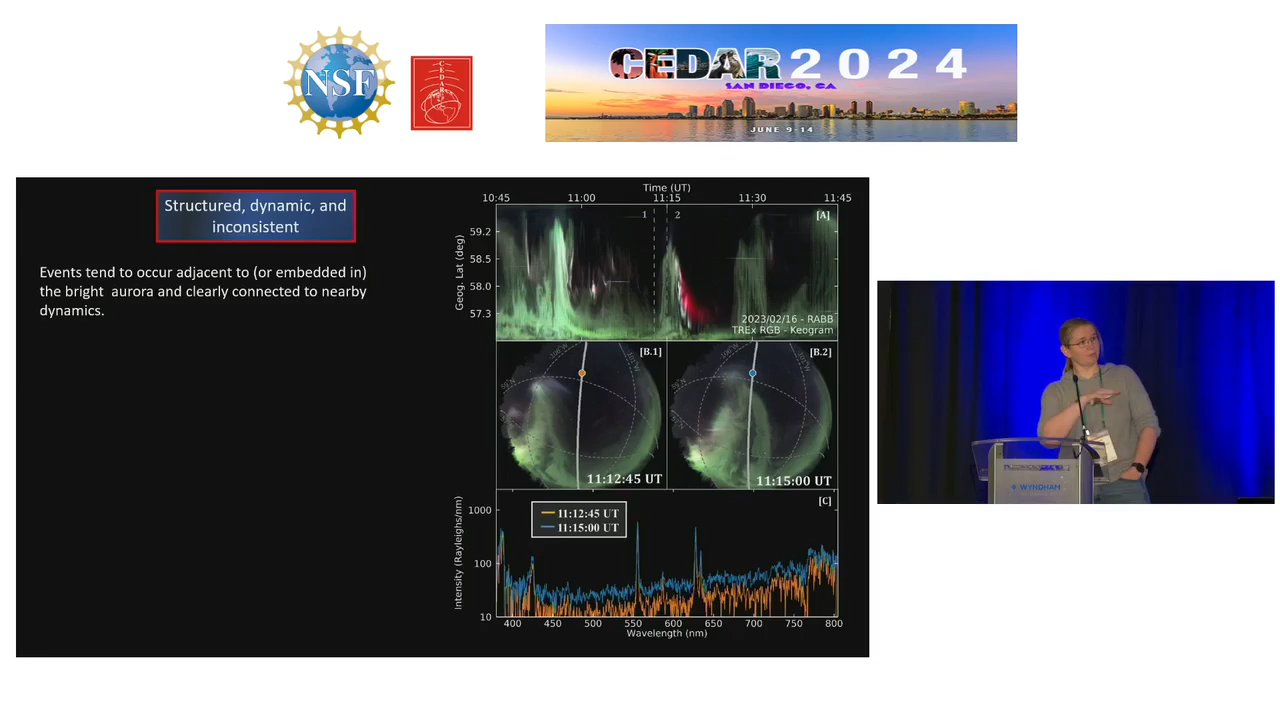 NSF
CEDAR
CEDAR 2024
SAN DIEGO, CA
JUNE 9-14
Structured, dynamic, and
inconsistent
Events tend to occur adjacent to (or embedded in)
the bright aurora and clearly connected to nearby
dynamics.
Time (UT)
10:45 11:00 11:15 11:30 11:45
1 2 [A]
Geog. Lat (deg)
59.2
58.5
58.0
57.3
2023/02/16 - RABB
TREx RGB - Keogram
[B.1] [B.2]
11:12:45 UT 11:15:00 UT
[C]
Intensity (Rayleighs/nm)
1000
100
10
11:12:45 UT
11:15:00 UT
400 450 500 550 600 650 700 750 800
Wavelength (nm)
WYNDHAM